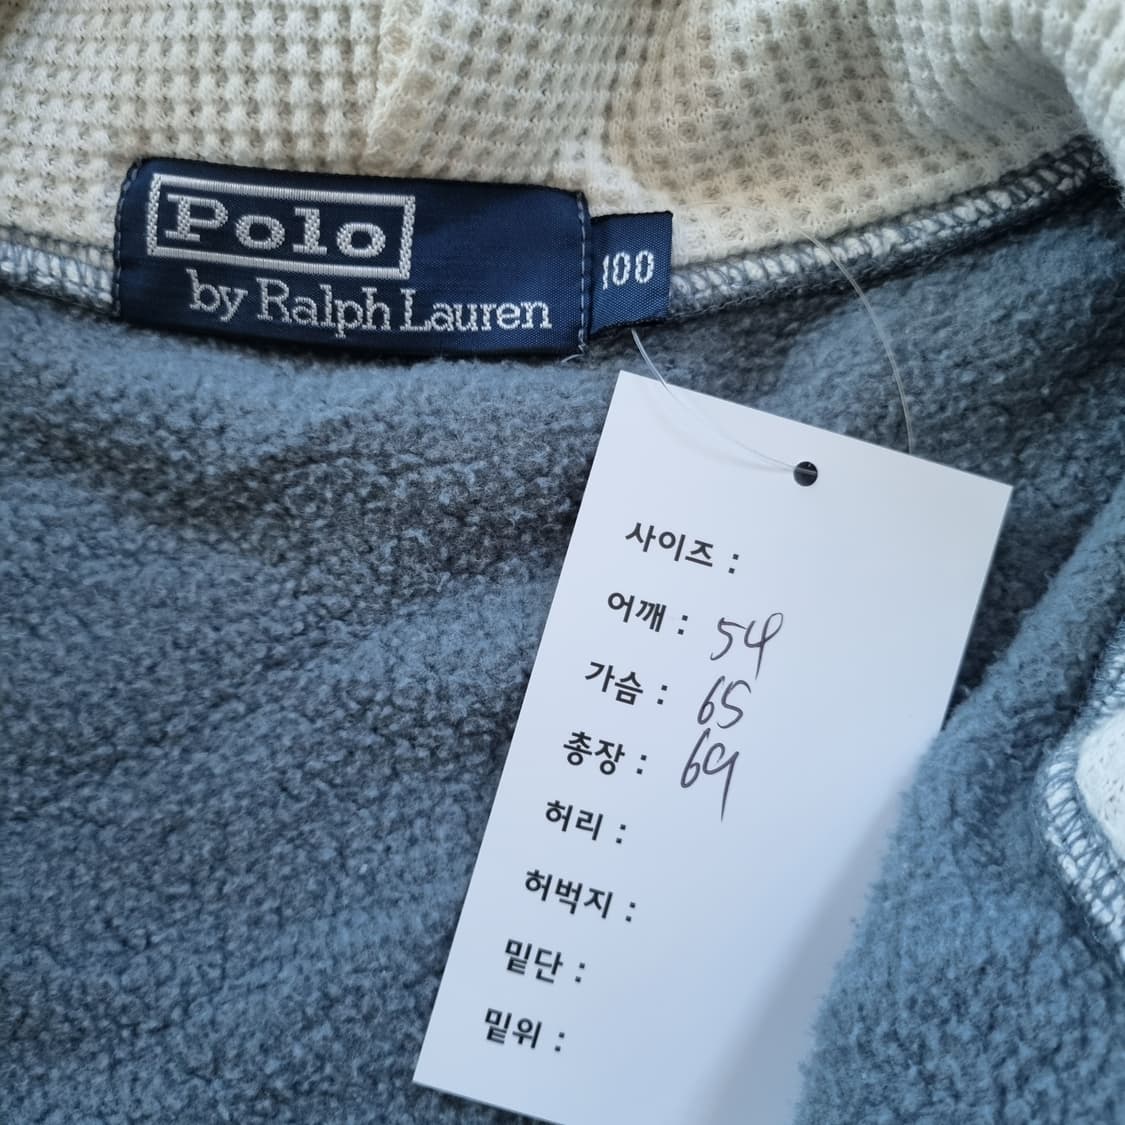 Polo
by Ralph Lauren
100
사이즈 :
어깨 : 54
가슴 : 65
총장 : 69
허리 :
허벅지 :
밑단 :
밑위 :